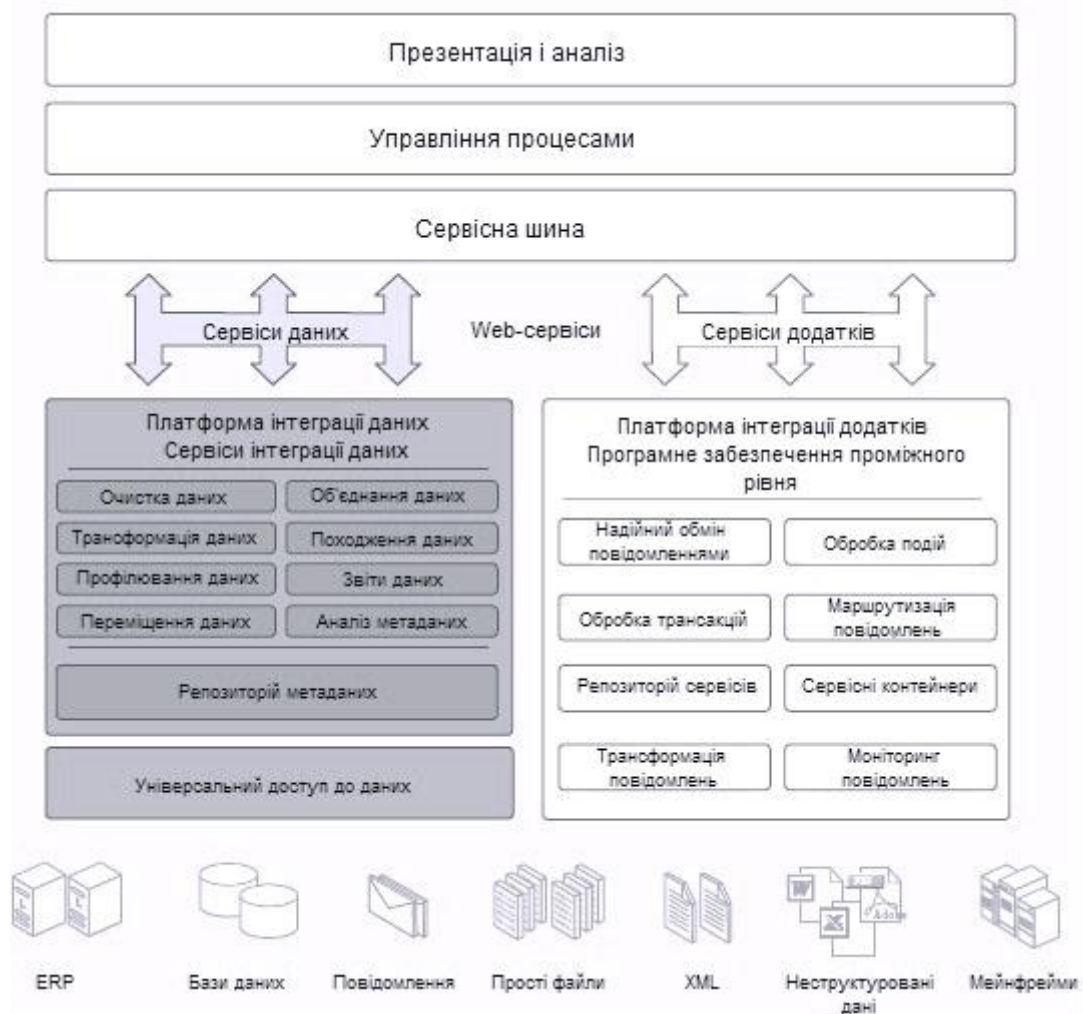 Презентація і аналіз
Управління процесами
Сервісна шина
Сервіси даних
Web-сервіси
Сервіси додатків
Платформа інтеграції даних
Сервіси інтеграції даних
Очистка даних
Об'єднання даних
Трансформація даних
Походження даних
Профілювання даних
Звіти даних
Переміщення даних
Аналіз метаданих
Репозиторій метаданих
Універсальний доступ до даних
Платформа інтеграції додатків
Програмне забезпечення проміжного
рівня
Надійний обмін
повідомленнями
Обробка подій
Обробка трансакцій
Маршрутизація
повідомлень
Репозиторій сервісів
Сервісні контейнери
Трансформація
повідомлень
Моніторинг
повідомлень
L
L
W
X
Adobe
ERP
Бази даних
Повідомлення
Прості файли
XML
Неструктуровані
дані
Мейнфрейми